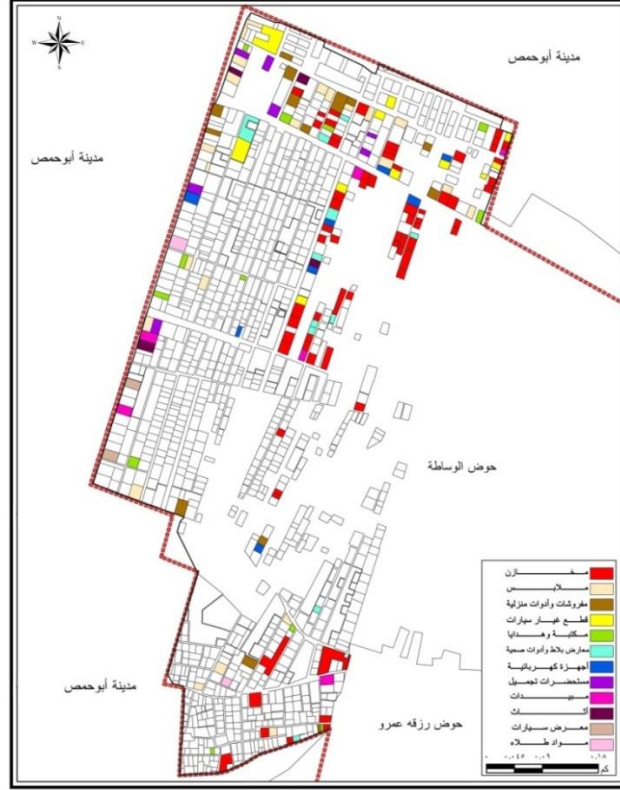 N
W E
S
مدينة أبوحمص
مدينة أبوحمص
حوض الوساطة
مدينة أبوحمص
حوض رزقه عمرو
مخازن
ملابس
مفروشات وأدوات منزلية
قطع غيار سيارات
مكتبة وهدايا
معارض بلاط وأدوات صحية
أجهزة كهربائية
مستحضرات تجميل
مبيدات
أثاث
معرض سيارات
مواد طلاء
كم